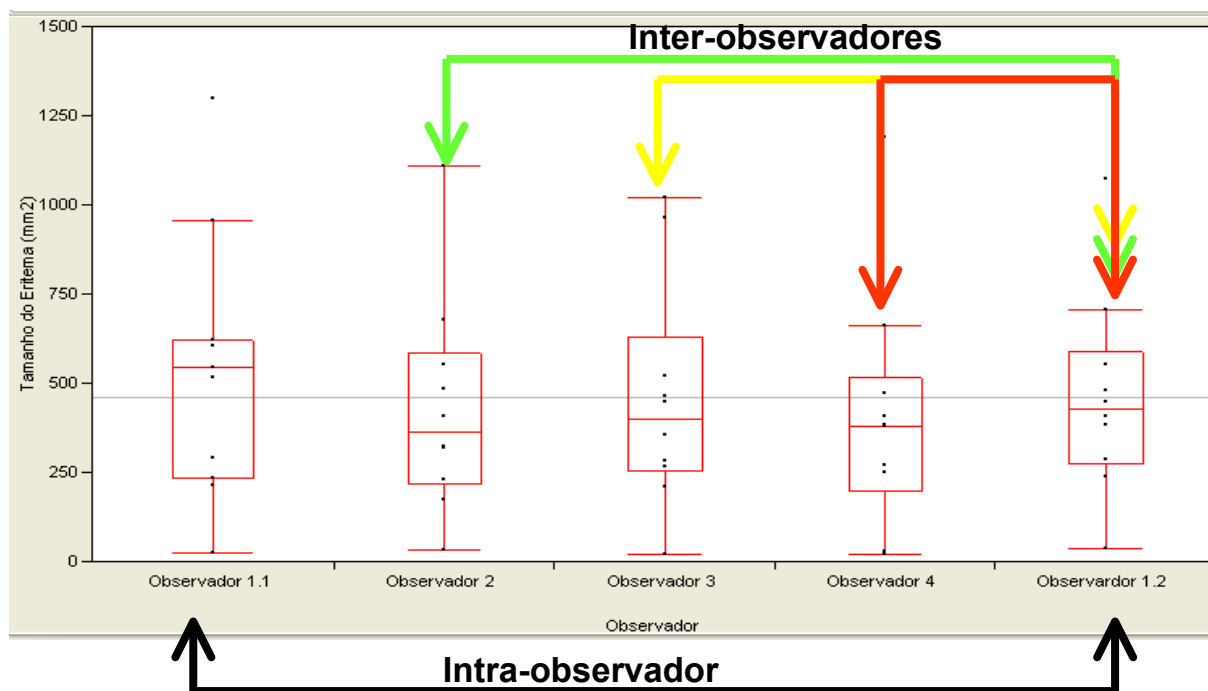 Inter-observadores
1500
1250
1000
750
500
250
0
Tamanho do Eritema (mm2)
Observador 1.1 Observador 2 Observador 3 Observador 4 Observardor 1.2
Observador
Intra-observador